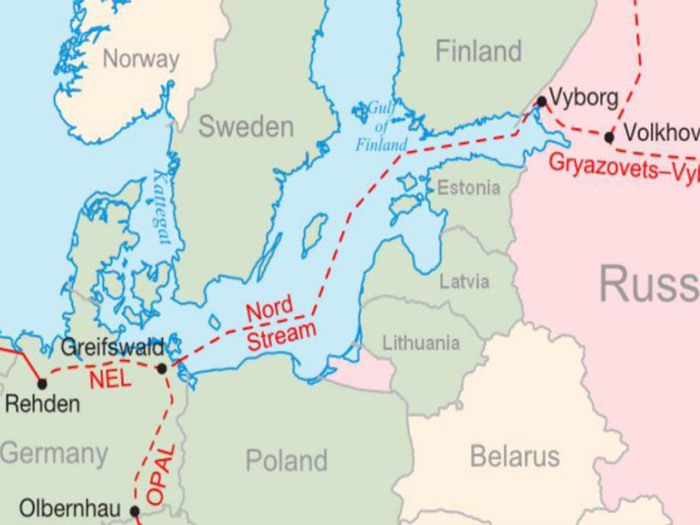 Norway
Finland
Sweden
Vyborg
Gulf
of
Finland
Volkhov
Gryazovets–Vy
Kattegat
Estonia
Russ
Latvia
Nord
Stream
Lithuania
Greifswald
NEL
Rehden
Germany
OPAL
Poland
Belarus
Olbernhau